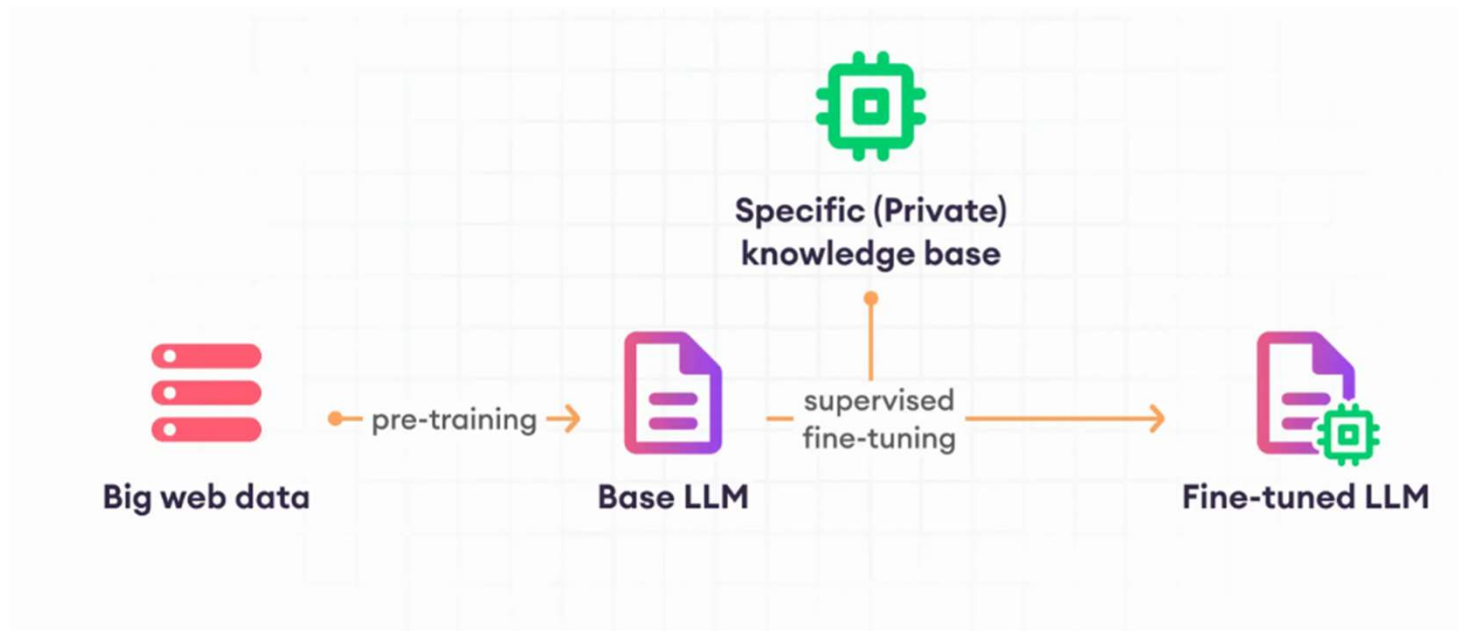 Specific (Private)
knowledge base
pre-training
supervised
fine-tuning
Big web data
Base LLM
Fine-tuned LLM